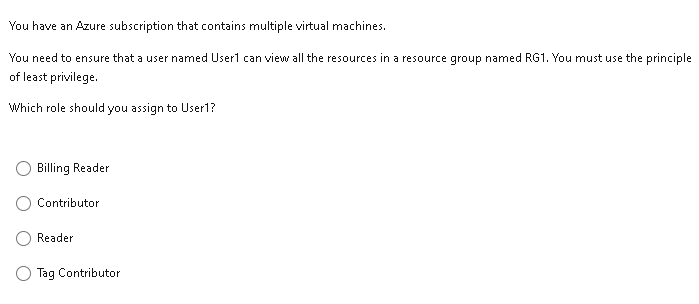 You have an Azure subscription that contains multiple virtual machines.
You need to ensure that a user named User1 can view all the resources in a resource group named RG1. You must use the principle
of least privilege.
Which role should you assign to User1?
Billing Reader
Contributor
Reader
Tag Contributor